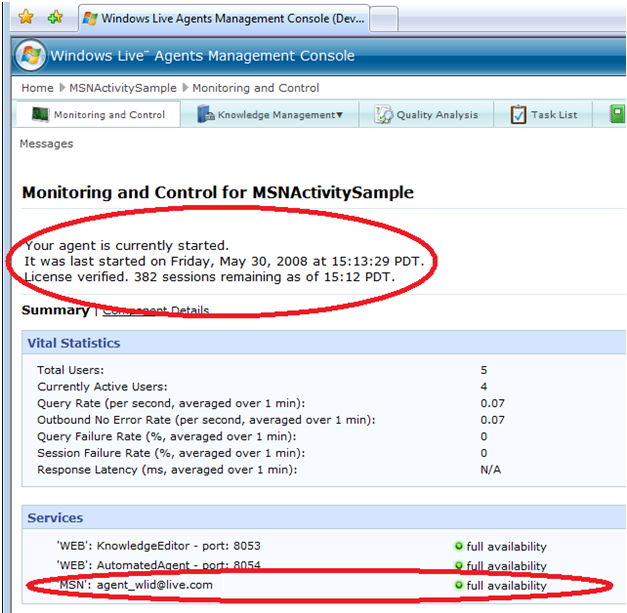 Windows Live Agents Management Console (Dev...
Windows Live™ Agents Management Console
Home MSNActivitySample Monitoring and Control
Monitoring and Control Knowledge Management▼ Quality Analysis Task List
Messages
Monitoring and Control for MSNActivitySample
Your agent is currently started.
It was last started on Friday, May 30, 2008 at 15:13:29 PDT.
License verified. 382 sessions remaining as of 15:12 PDT.
Summary | Component Details
Vital Statistics
Total Users: 5
Currently Active Users: 4
Query Rate (per second, averaged over 1 min): 0.07
Outbound No Error Rate (per second, averaged over 1 min): 0.07
Query Failure Rate (%, averaged over 1 min): 0
Session Failure Rate (%, averaged over 1 min): 0
Response Latency (ms, averaged over 1 min): N/A
Services
'WEB': KnowledgeEditor - port: 8053 full availability
'WEB': AutomatedAgent - port: 8054 full availability
'MSN': agent_wlid@live.com full availability